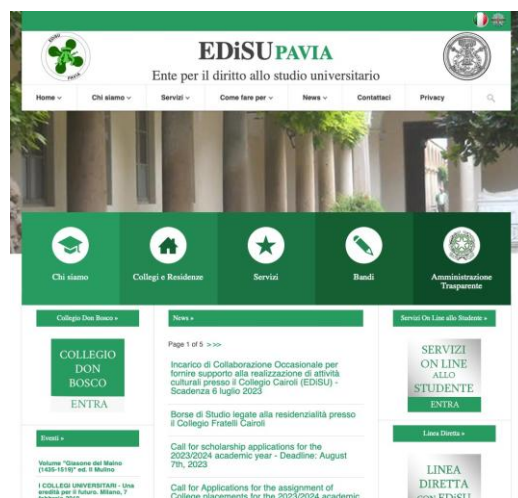 EDISU
PAVIA
EDiSU PAVIA
Ente per il diritto allo studio universitario
Home
Chi siamo
Servizi
Come fare per
News
Contattaci
Privacy
Chi siamo
Collegi e Residenze
Servizi
Bandi
Amministrazione
Trasparente
Collegio Don Bosco »
COLLEGIO
DON
BOSCO
ENTRA
Eventi »
Volume "Giasone del Maino
(1435-1519)" ed. Il Mulino
I COLLEGI UNIVERSITARI - Una
eredità per il futuro. Milano, 7
News »
Page 1 of 5 > >>
Incarico di Collaborazione Occasionale per
fornire supporto alla realizzazione di attività
culturali presso il Collegio Cairoli (EDiSU) -
Scadenza 6 luglio 2023
Borse di Studio legate alla residenzialità presso
il Collegio Fratelli Cairoli
Call for scholarship applications for the
2023/2024 academic year - Deadline: August
7th, 2023
Call for Applications for the assignment of
College placements for the 2023/2024 academic
Servizi On Line allo Studente »
SERVIZI
ON LINE
ALLO
STUDENTE
ENTRA
Linea Diretta »
LINEA
DIRETTA
CON EDiSU